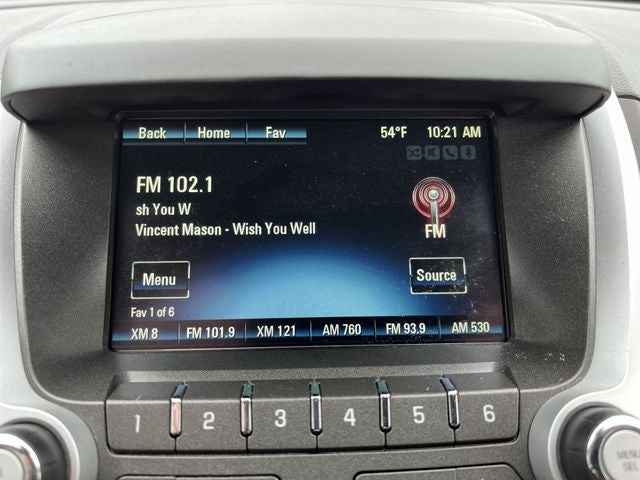 Back Home Fav 54°F 10:21 AM
FM 102.1
sh You W
Vincent Mason - Wish You Well
FM
Menu Source
Fav 1 of 6
XM 8 FM 101.9 XM 121 AM 760 FM 93.9 AM 530
1 2 3 4 5 6
MENU
SEL